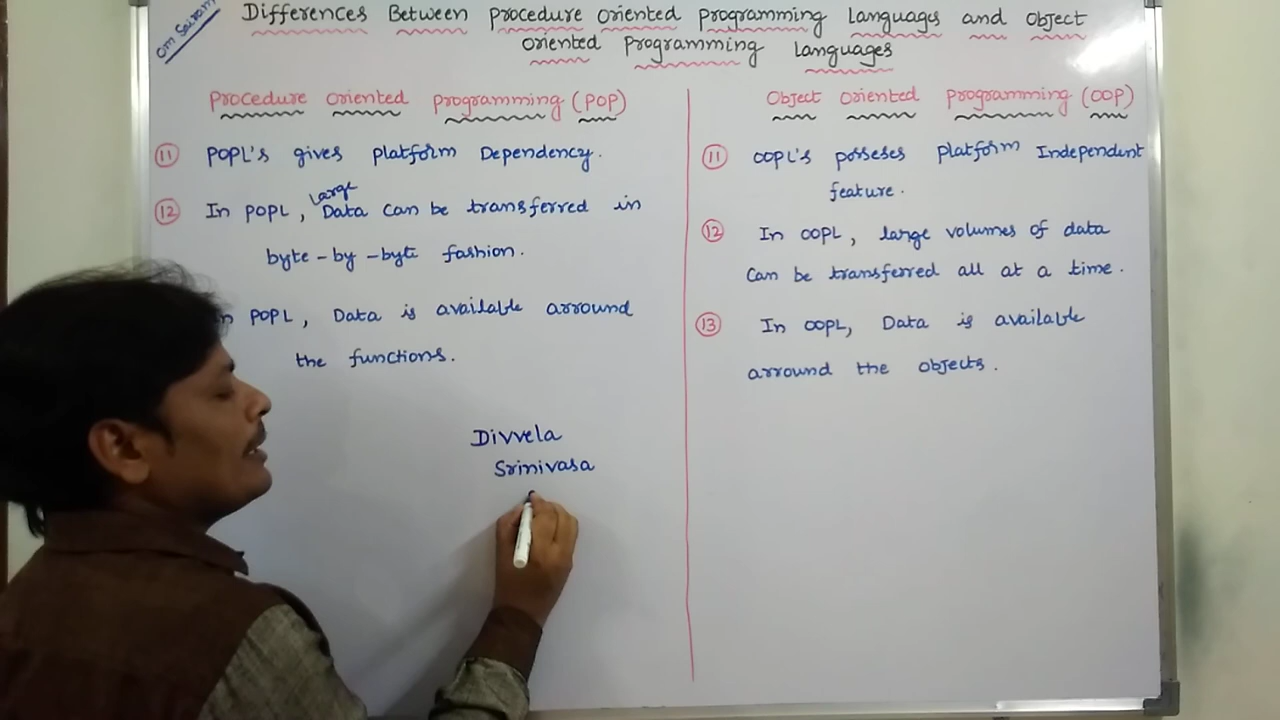 Om Sairam
Differences Between procedure oriented programming languages and object
oriented programming languages
procedure oriented programming (POP)
11 POPL's gives platform Dependency.
12 In POPL, large Data can be transferred in
byte-by-byte fashion.
In POPL, Data is available arround
the functions.
Divvela
Srinivasa
Object oriented programming (OOP)
11 OOPL's posseses platform Independent
feature.
12 In OOPL, large volumes of data
can be transferred all at a time.
13 In OOPL, Data is available
arround the objects.